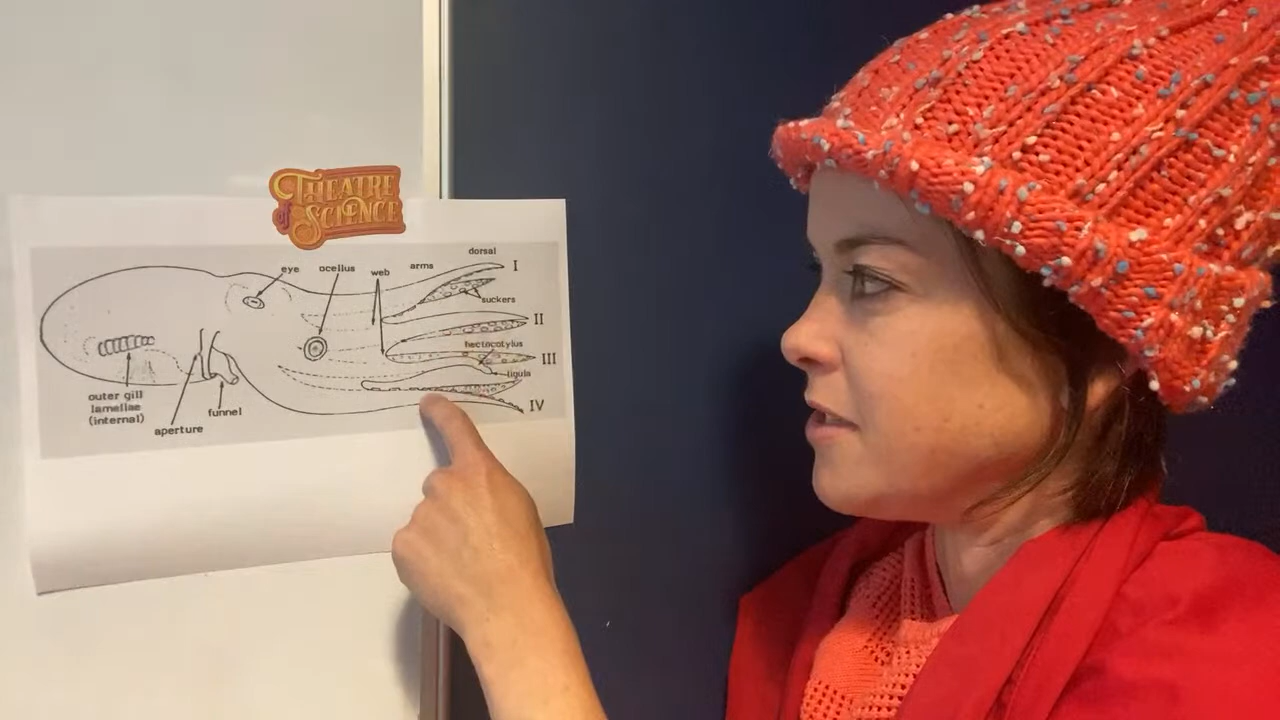 THEATRE
of SCIENCE
dorsal
eye
ocellus
web
arms
I
suckers
II
hectocotylus
III
ligula
IV
outer gill
lamellae
(internal)
funnel
aperture